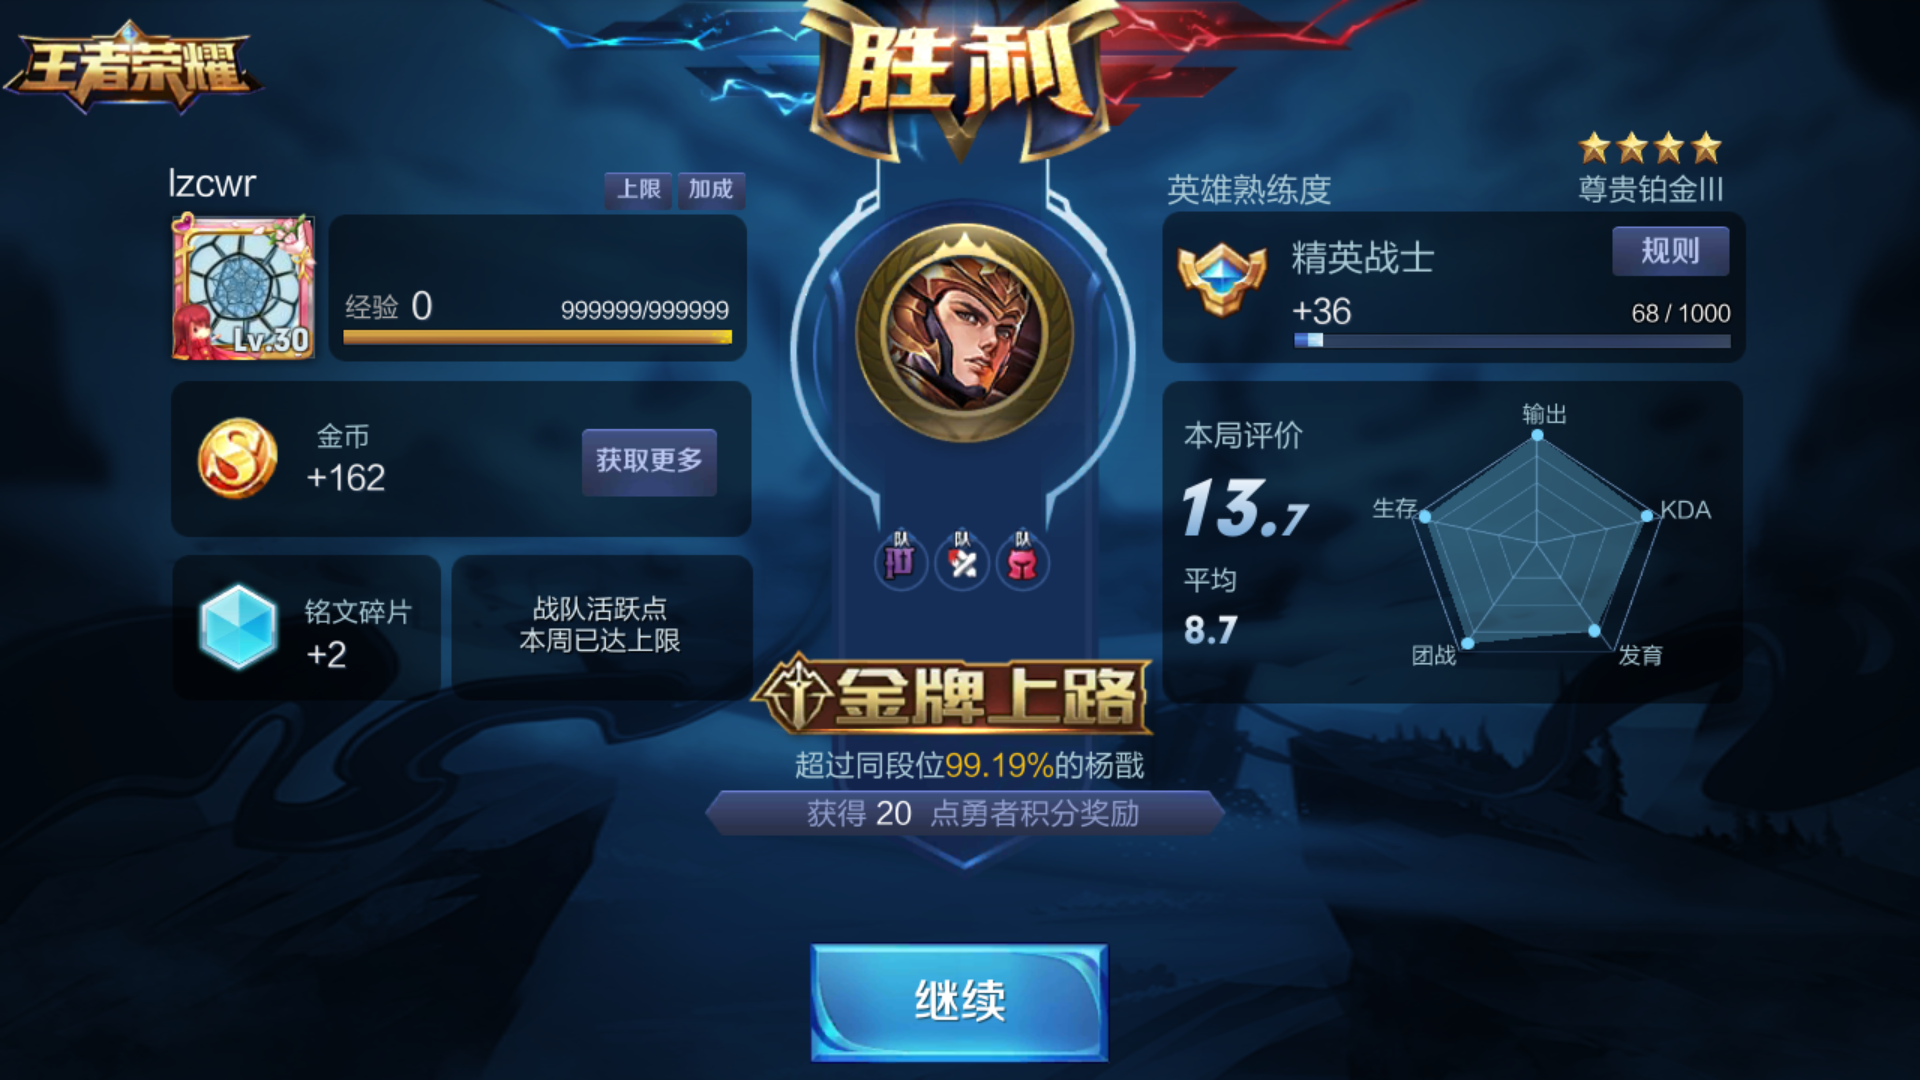 王者荣耀
胜利
lzcwr
上限
加成
Lv.30
经验 0
999999/999999
金币
+162
获取更多
铭文碎片
+2
战队活跃点
本周已达上限
队
队
队
金牌上路
超过同段位99.19%的杨戬
获得 20 点勇者积分奖励
继续
英雄熟练度
尊贵铂金III
精英战士
规则
+36
68 / 1000
本局评价
13.7
平均
8.7
输出
生存
KDA
团战
发育